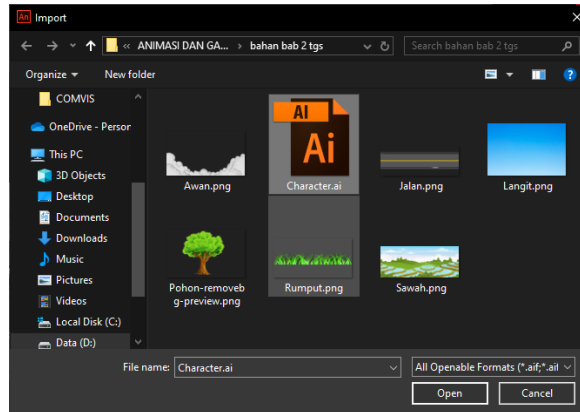 An Import
« ANIMASI DAN GA... › bahan bab 2 tgs
Search bahan bab 2 tgs
Organize
New folder
COMVIS
OneDrive - Person
This PC
3D Objects
Desktop
Documents
Downloads
Music
Pictures
Videos
Local Disk (C:)
Data (D:)
AI
Ai
Awan.png
Character.ai
Jalan.png
Langit.png
Pohon-removeb
g-preview.png
Rumput.png
Sawah.png
File name: Character.ai
All Openable Formats (*.aif;*.aif
Open
Cancel